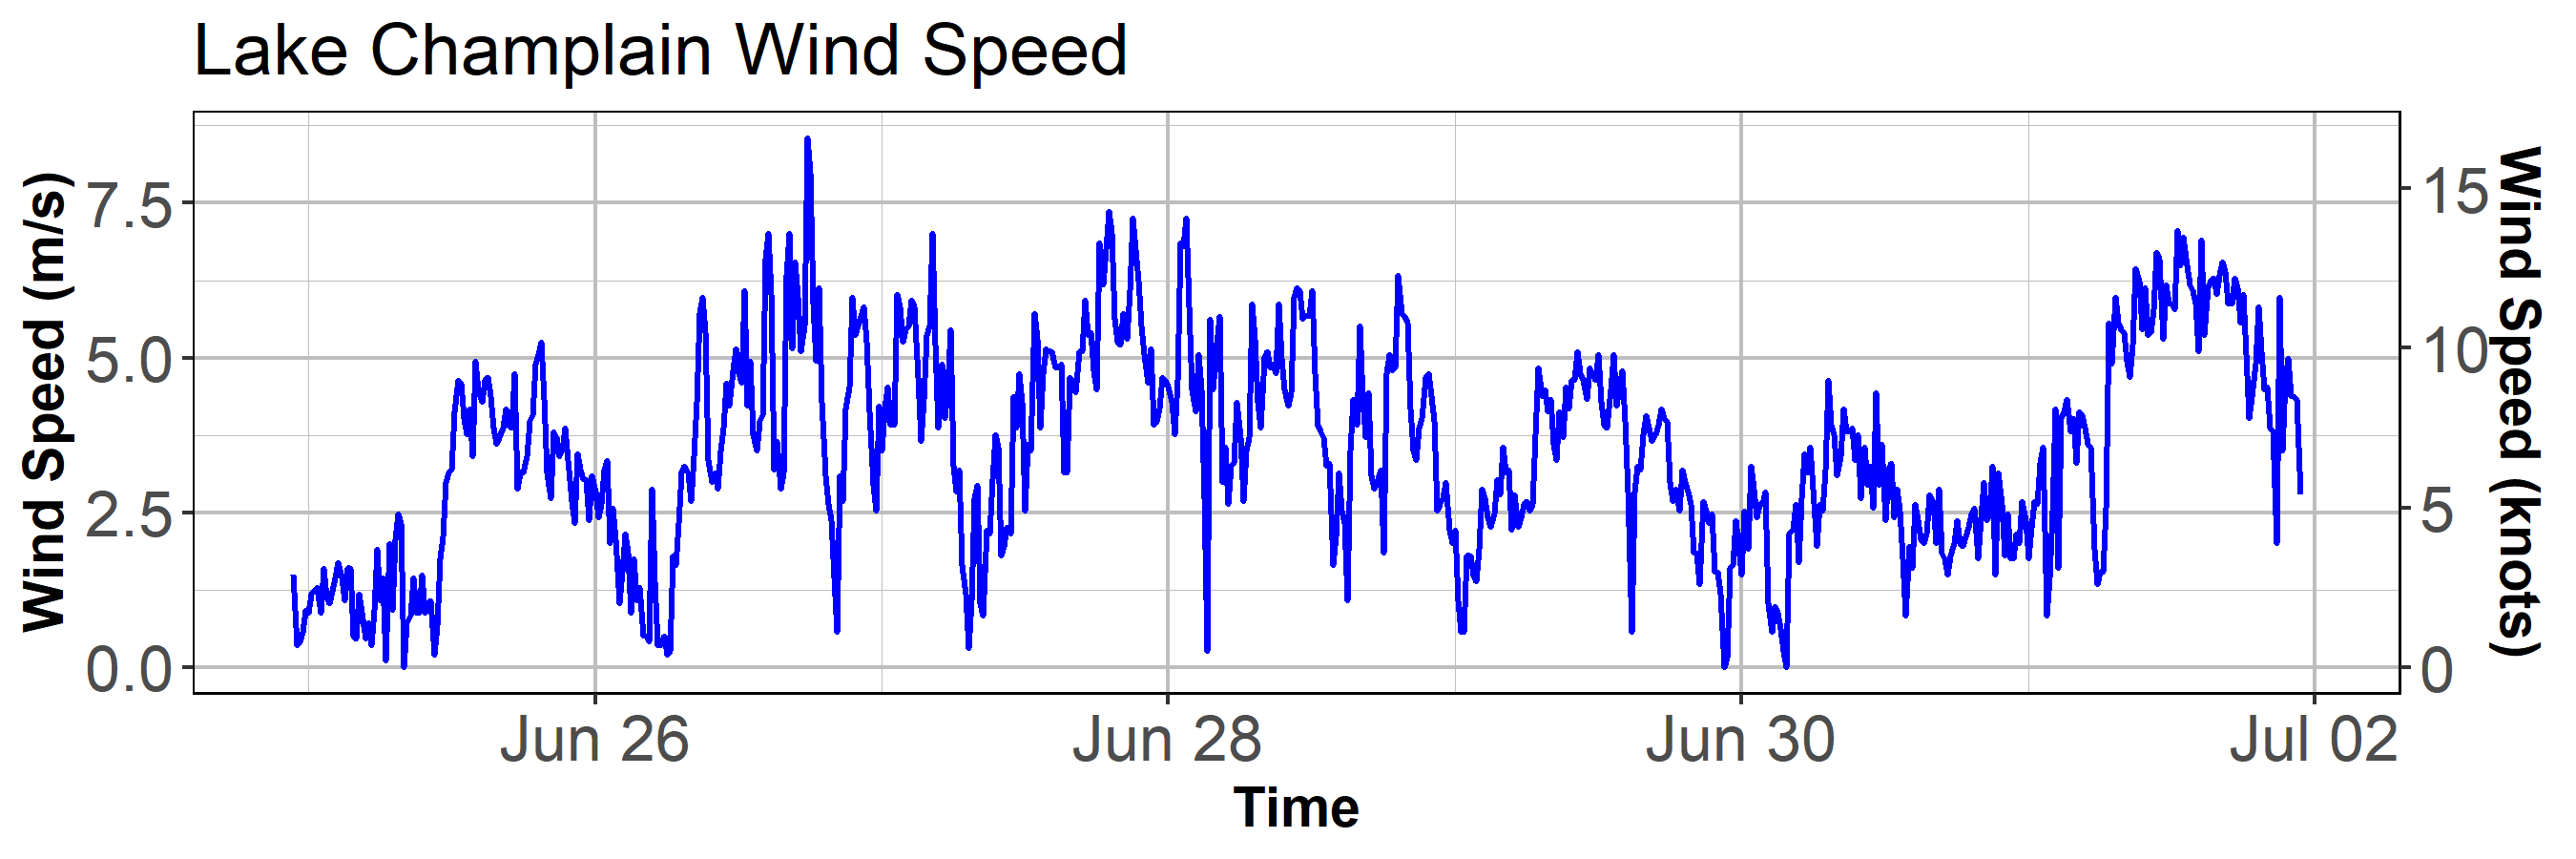 Lake Champlain Wind Speed
Wind Speed (m/s)
7.5
5.0
2.5
0.0
15
10
5
0
Wind Speed (knots)
Jun 26
Jun 28
Jun 30
Jul 02
Time